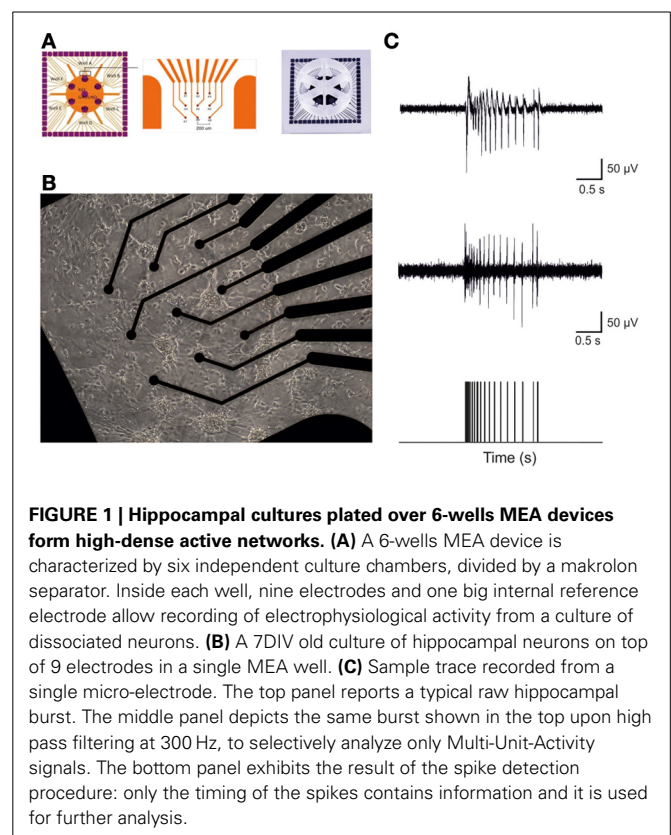 A
C
Well A
Well F
Well B
Well E
Well C
Well D
200 um
50 µV
0.5 s
B
50 µV
0.5 s
Time (s)
FIGURE 1 | Hippocampal cultures plated over 6-wells MEA devices
form high-dense active networks. (A) A 6-wells MEA device is
characterized by six independent culture chambers, divided by a makrolon
separator. Inside each well, nine electrodes and one big internal reference
electrode allow recording of electrophysiological activity from a culture of
dissociated neurons. (B) A 7DIV old culture of hippocampal neurons on top
of 9 electrodes in a single MEA well. (C) Sample trace recorded from a
single micro-electrode. The top panel reports a typical raw hippocampal
burst. The middle panel depicts the same burst shown in the top upon high
pass filtering at 300 Hz, to selectively analyze only Multi-Unit-Activity
signals. The bottom panel exhibits the result of the spike detection
procedure: only the timing of the spikes contains information and it is used
for further analysis.